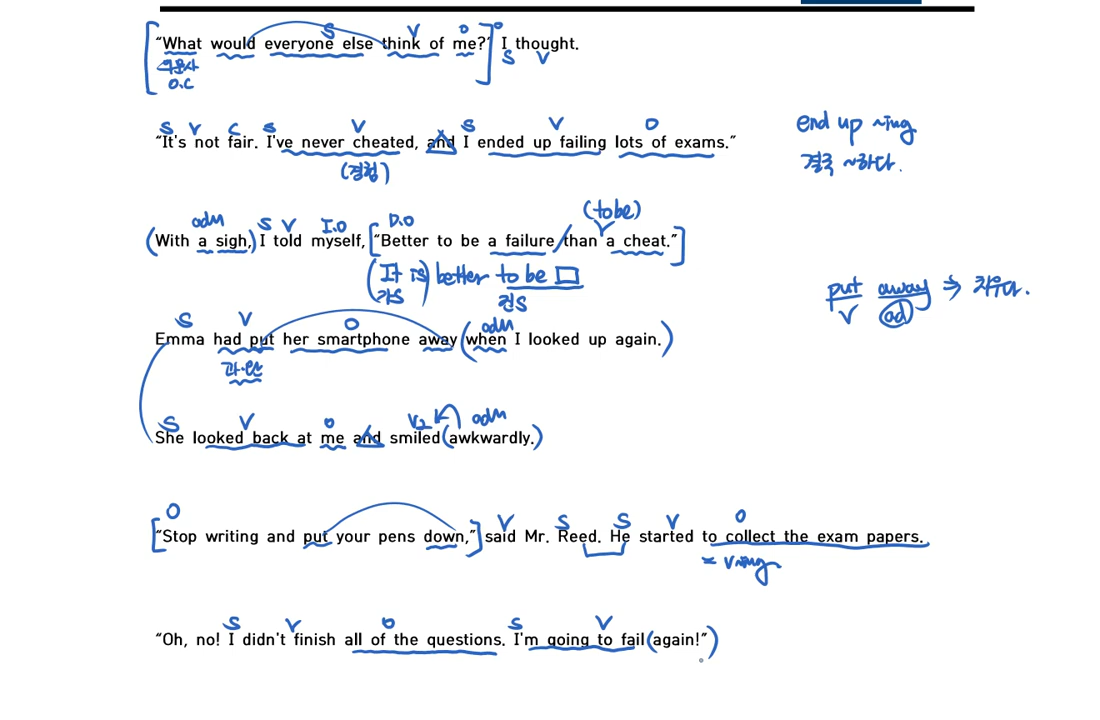 S V O O
“What would everyone else think of me?” I thought.
의문사 S V
O.C
S V C S V S V O
“It's not fair. I've never cheated, and I ended up failing lots of exams.”
(경험)
end up ~ing
결국 ~하다.
adM S V I.O D.O (to be)
(With a sigh,) I told myself, [“Better to be a failure / than a cheat.”]
(It is) better to be □
가S 진S
put away → 치우다.
V ad
S V O adM
Emma had put her smartphone away (when I looked up again.)
과·완
S V O V2 adM
She looked back at me and smiled (awkwardly.)
O V S S V O
[“Stop writing and put your pens down,”] said Mr. Reed. He started to collect the exam papers.
= V~ing
S V O S V
“Oh, no! I didn't finish all of the questions. I'm going to fail (again!”)